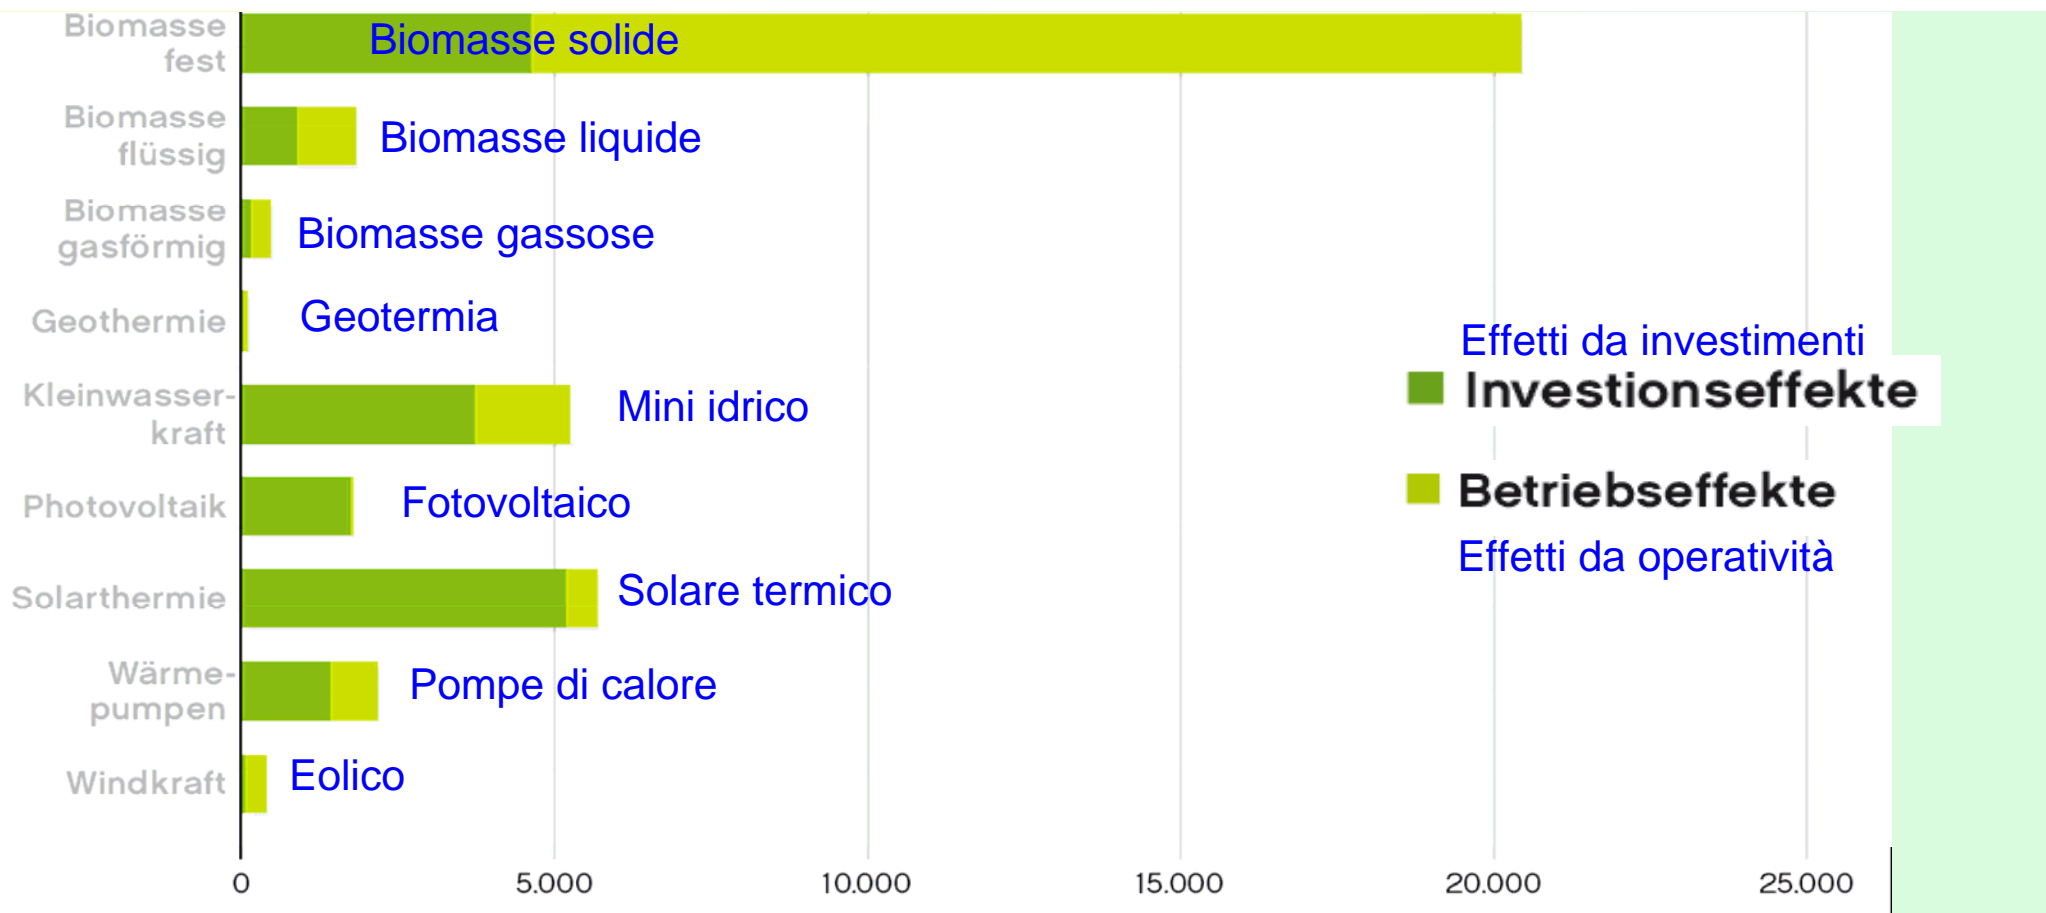 Biomasse
fest
Biomasse solide
Biomasse
flüssig
Biomasse liquide
Biomasse
gasförmig
Biomasse gassose
Geothermie
Geotermia
Effetti da investimenti
Investionseffekte
Kleinwasser-
kraft
Mini idrico
Photovoltaik
Fotovoltaico
Betriebseffekte
Effetti da operatività
Solarthermie
Solare termico
Wärme-
pumpen
Pompe di calore
Windkraft
Eolico
0 5.000 10.000 15.000 20.000 25.000